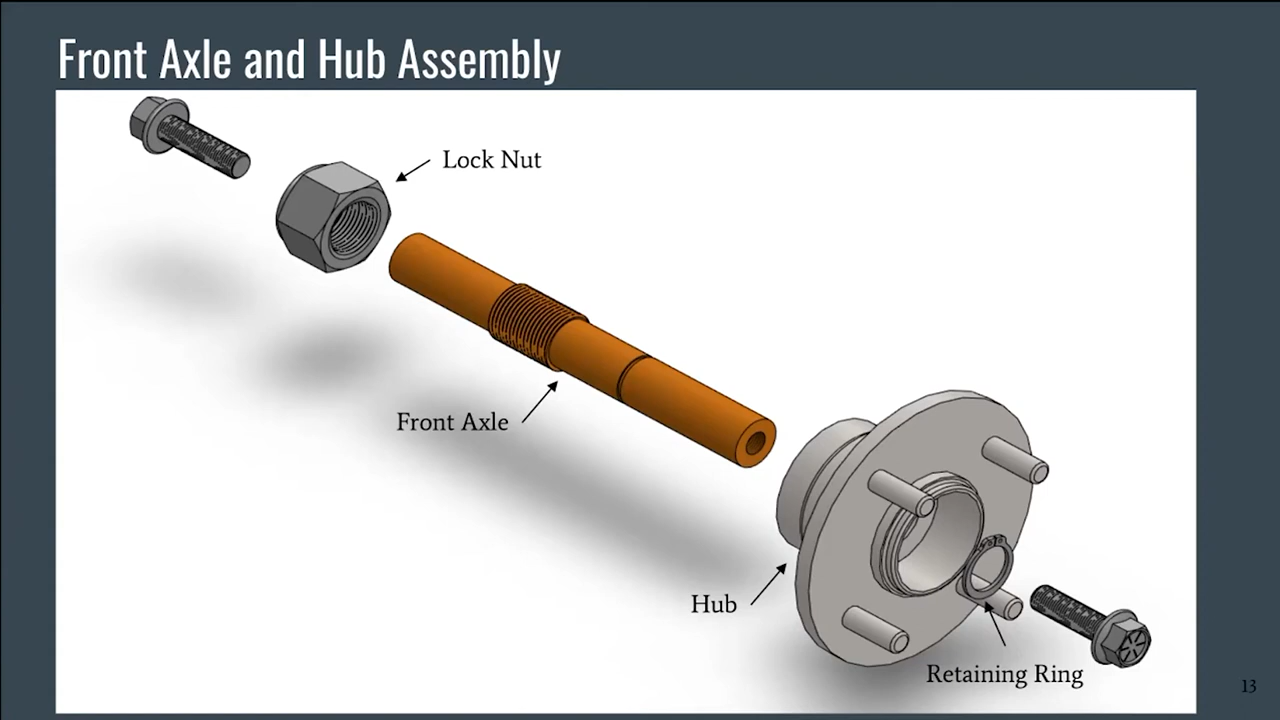 Front Axle and Hub Assembly
Lock Nut
Front Axle
Hub
Retaining Ring
13